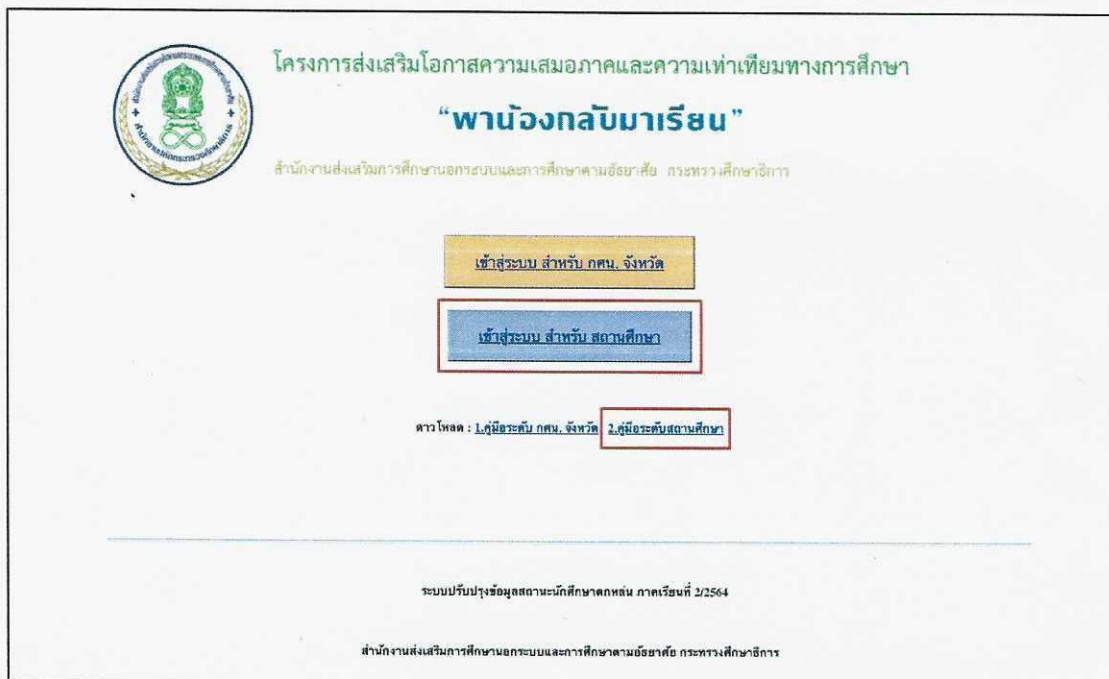 โครงการส่งเสริมโอกาสความเสมอภาคและความเท่าเทียมทางการศึกษา
“พาน้องกลับมาเรียน”
สำนักงานส่งเสริมการศึกษานอกระบบและการศึกษาตามอัธยาศัย กระทรวงศึกษาธิการ
เข้าสู่ระบบ สำหรับ กศน. จังหวัด
เข้าสู่ระบบ สำหรับ สถานศึกษา
ดาวโหลด : 1.คู่มือระดับ กศน. จังหวัด 2.คู่มือระดับสถานศึกษา
ระบบปรับปรุงข้อมูลสถานะนักศึกษาตกหล่น ภาคเรียนที่ 2/2564
สำนักงานส่งเสริมการศึกษานอกระบบและการศึกษาตามอัธยาศัย กระทรวงศึกษาธิการ